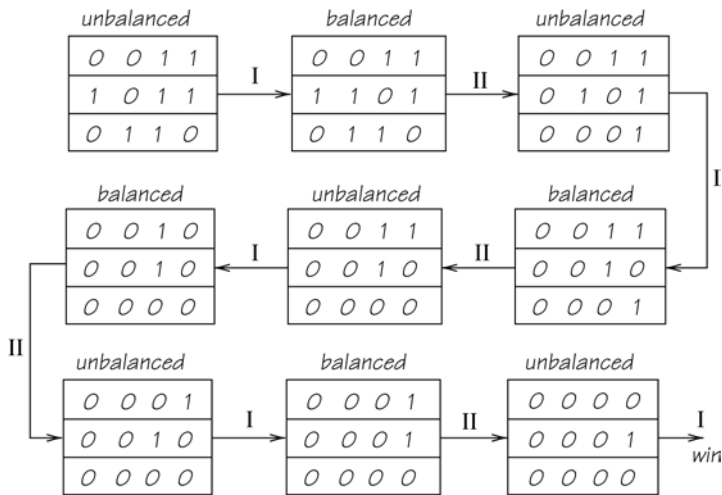 unbalanced balanced unbalanced
0 0 1 1 I 0 0 1 1 II 0 0 1 1
1 0 1 1 1 1 0 1 0 1 0 1
0 1 1 0 0 1 1 0 0 0 0 1
balanced unbalanced balanced
0 0 1 0 I 0 0 1 1 II 0 0 1 1
0 0 1 0 0 0 1 0 0 0 1 0
0 0 0 0 0 0 0 0 0 0 0 1
II
unbalanced balanced unbalanced
0 0 0 1 I 0 0 0 1 II 0 0 0 0 I
0 0 1 0 0 0 0 1 0 0 0 1
0 0 0 0 0 0 0 0 0 0 0 0 win